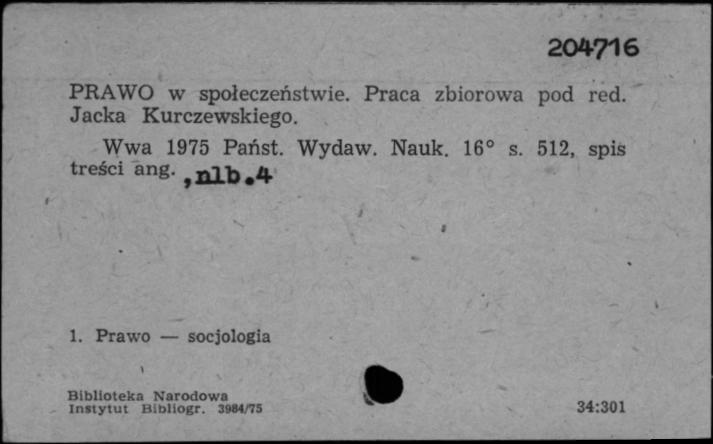 204716
PRAWO w społeczeństwie. Praca zbiorowa pod red.
Jacka Kurczewskiego.
Wwa 1975 Państ. Wydaw. Nauk. 16° s. 512, spis
treści ang. , nlb.4
1. Prawo — socjologia
Biblioteka Narodowa
Instytut Bibliogr. 3984/75
34:301